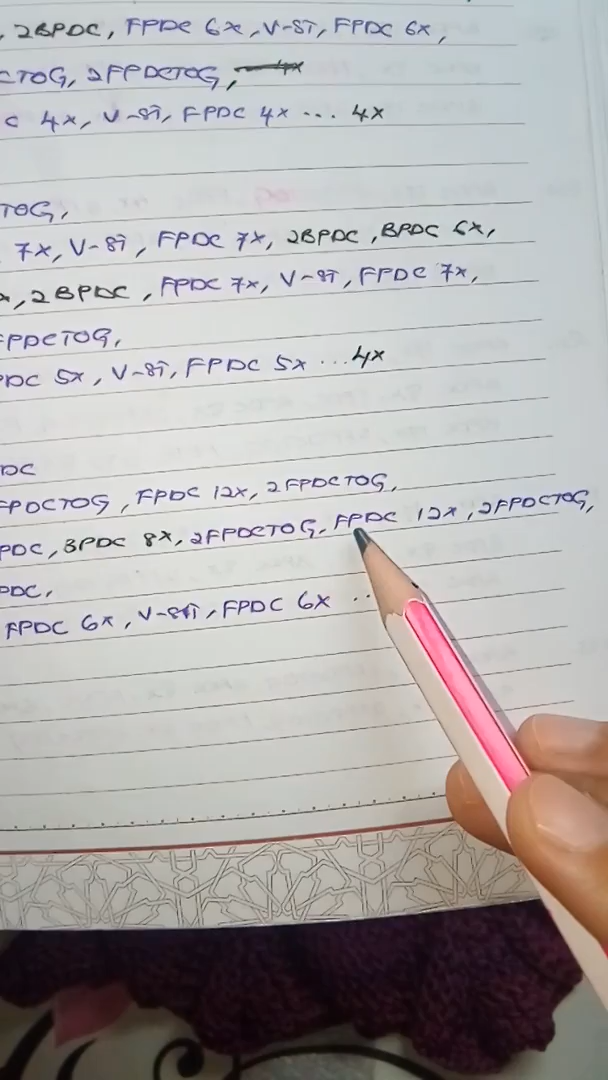 , 2BPDC, FPDC 6x, V-ST, FPDC 6x,
CTOG, 2FPDCTOG,
C 4x, V-ST, FPDC 4x ... 4x
TOG,
7x, V-ST, FPDC 7x, 2BPDC, BPDC 6x,
x, 2BPDC, FPDC 7x, V-ST, FPDC 7x,
FPDCTOG,
PDC 5x, V-ST, FPDC 5x ... 4x
DC
FPDCTOG, FPDC 12x, 2FPDCTOG,
PDC, BPDC 8x, 2FPDCTOG, FPDC 12x, 2FPDCTOG,
PDC,
FPDC 6x, V-ST, FPDC 6x ..